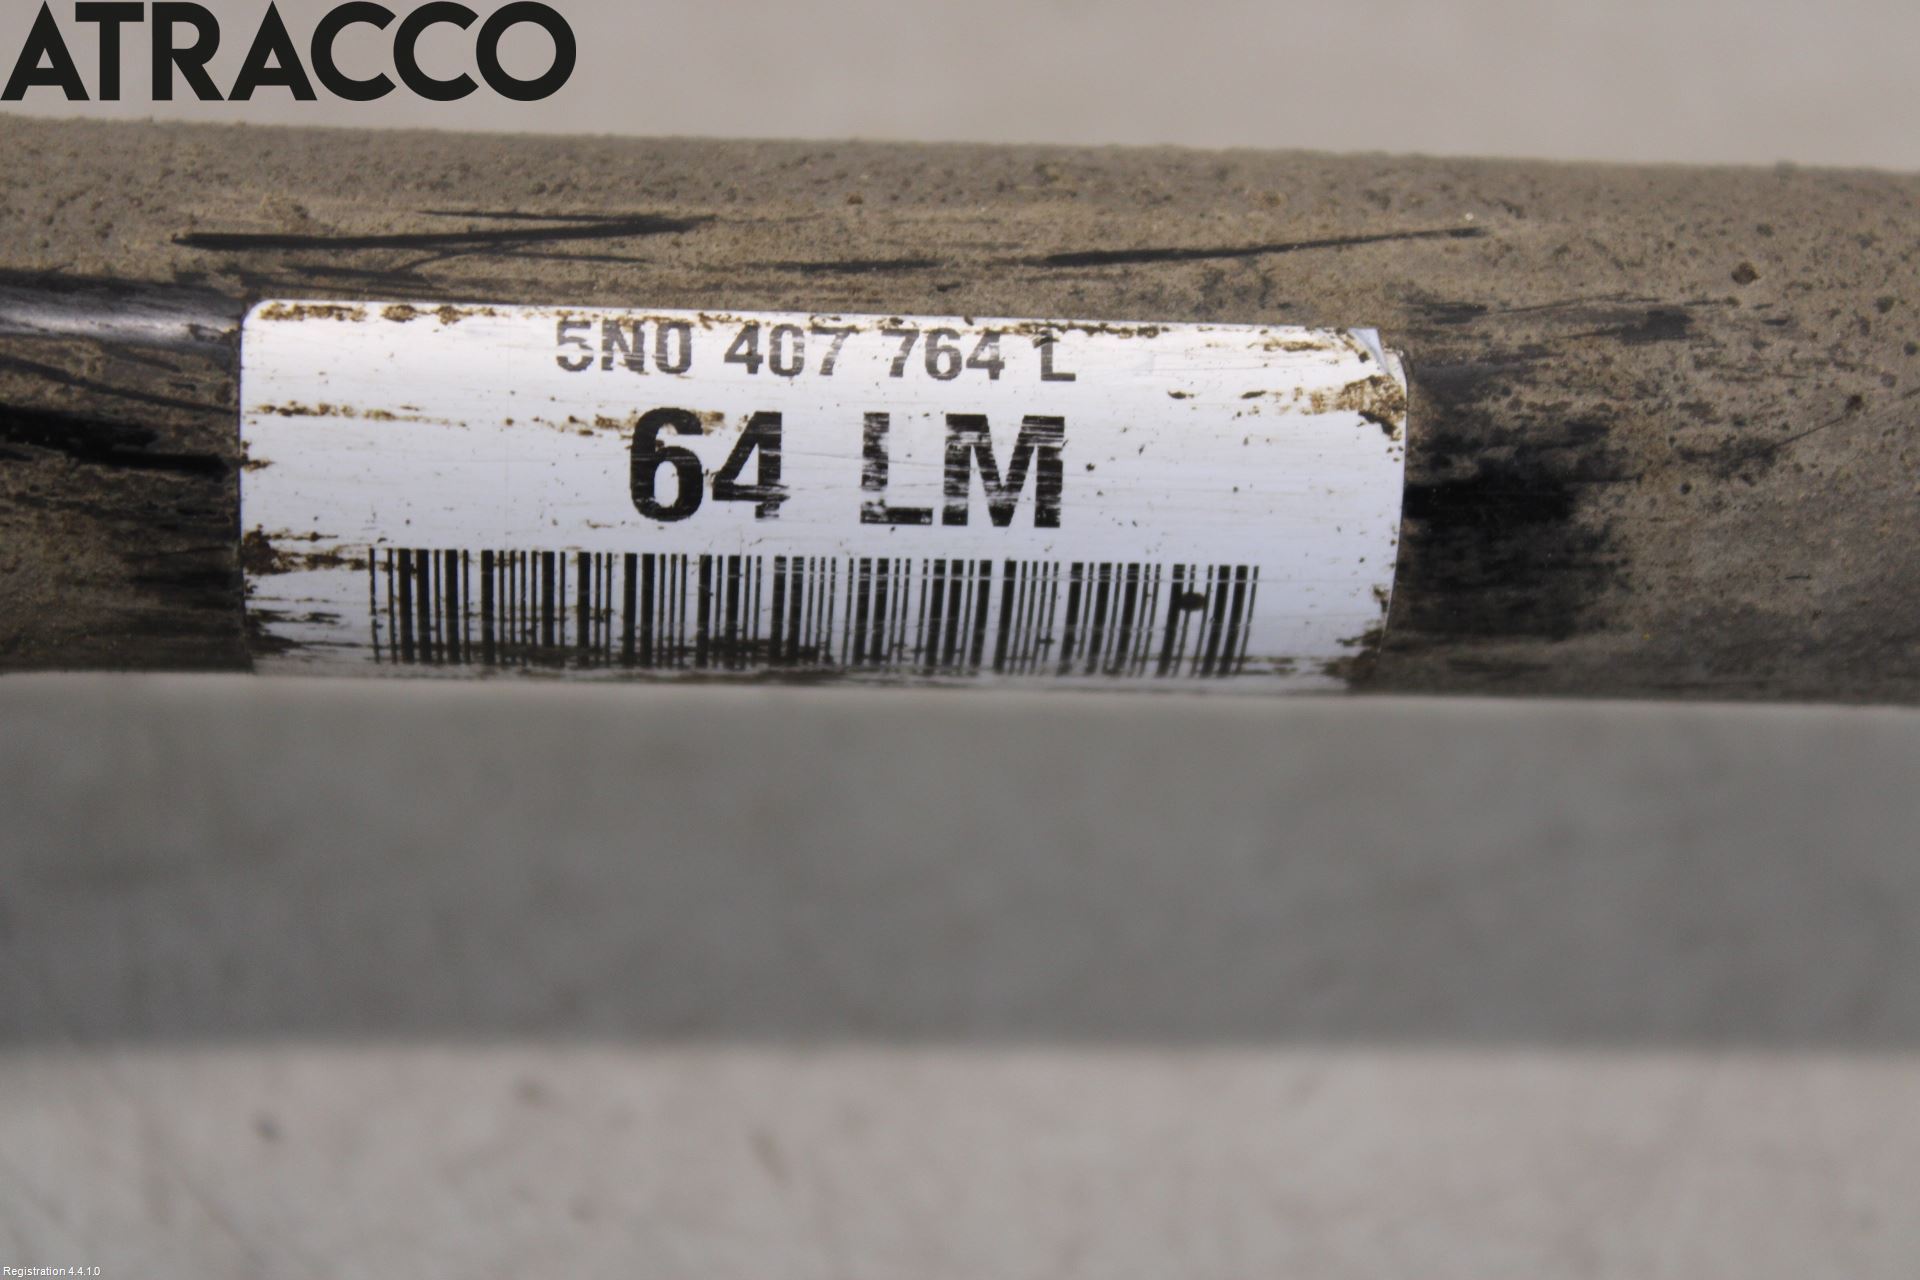 ATRACCO
5N0 407 764 L
64 LM
Registration 4.4.1.0